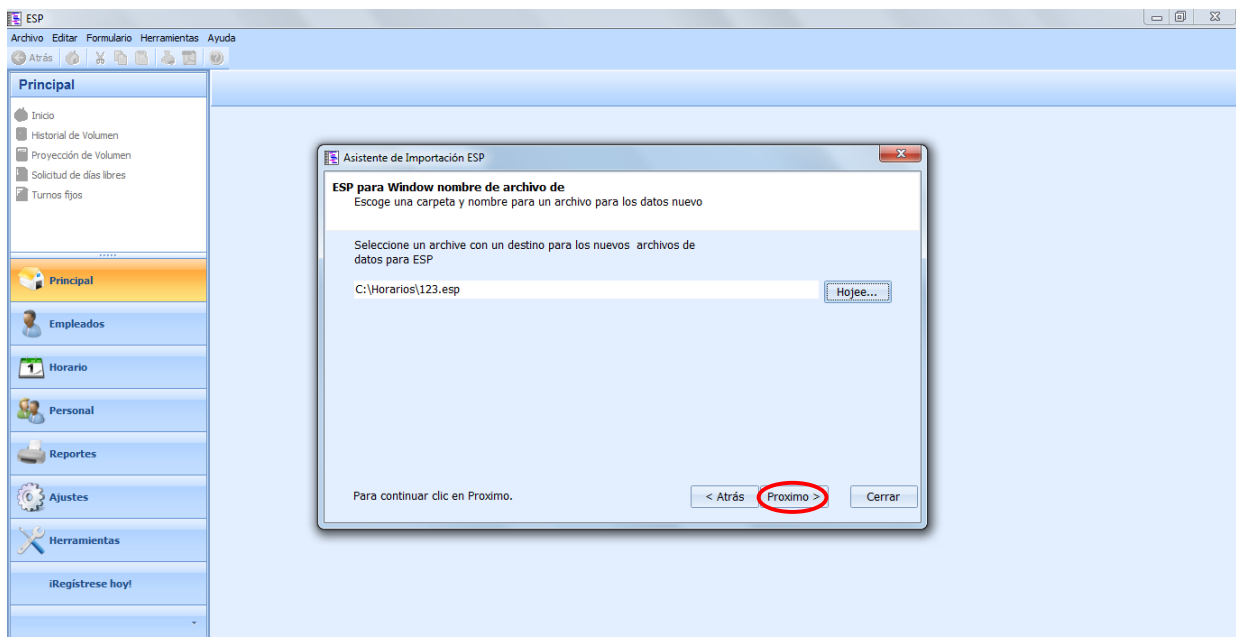 ESP
Archivo Editar Formulario Herramientas Ayuda
Atrás
Principal
Inicio
Historial de Volumen
Proyección de Volumen
Solicitud de días libres
Turnos fijos
Principal
Empleados
1
Horario
Personal
Reportes
Ajustes
Herramientas
¡Regístrese hoy!
Asistente de Importación ESP
ESP para Window nombre de archivo de
Escoge una carpeta y nombre para un archivo para los datos nuevo
Seleccione un archive con un destino para los nuevos archivos de
datos para ESP
C:\Horarios\123.esp
Hojee...
Para continuar clic en Proximo.
< Atrás
Proximo >
Cerrar